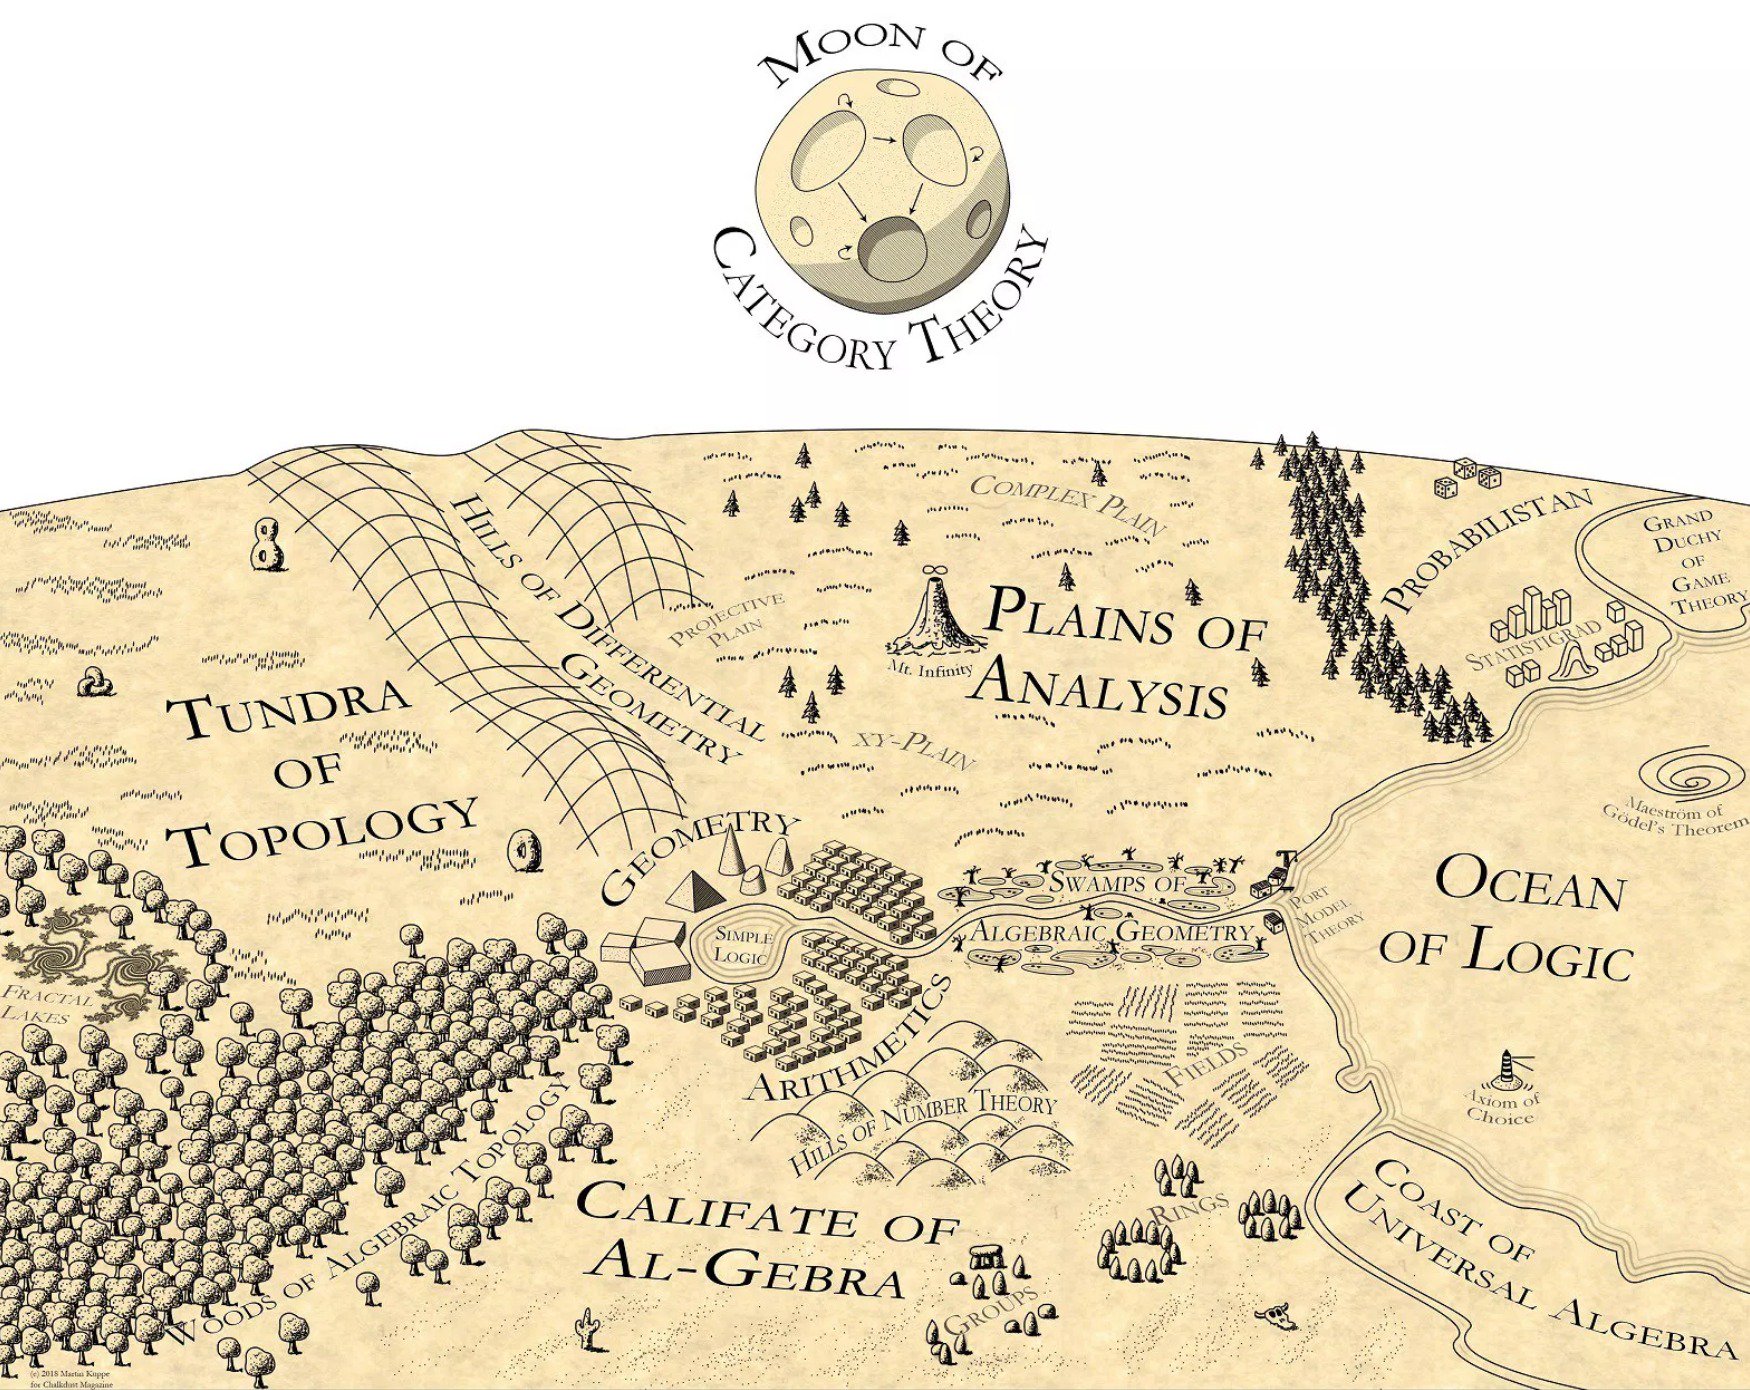 MOON OF
CATEGORY THEORY
COMPLEX PLAIN
PROBABILISTAN
GRAND
DUCHY
OF
GAME
THEORY
HILLS OF DIFFERENTIAL
GEOMETRY
PROJECTIVE
PLAIN
Mt. Infinity
PLAINS OF
ANALYSIS
STATISTIGRAD
TUNDRA
OF
TOPOLOGY
XY-PLAIN
Maeström of
Gödel's Theorem
GEOMETRY
SIMPLE
LOGIC
SWAMPS OF
ALGEBRAIC GEOMETRY
PORT
MODEL
THEORY
OCEAN
OF LOGIC
FRACTAL
LAKES
ARITHMETICS
HILLS OF NUMBER THEORY
FIELDS
Axiom of
Choice
WOODS OF ALGEBRAIC TOPOLOGY
CALIFATE OF
AL-GEBRA
RINGS
GROUPS
COAST OF
UNIVERSAL ALGEBRA
(c) 2018 Martin Kuppe
for Chalkdust Magazine